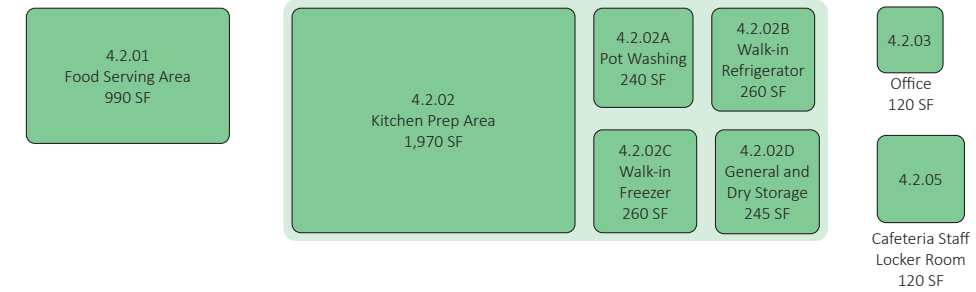 4.2.01
Food Serving Area
990 SF
4.2.02
Kitchen Prep Area
1,970 SF
4.2.02A
Pot Washing
240 SF
4.2.02B
Walk-in
Refrigerator
260 SF
4.2.02C
Walk-in
Freezer
260 SF
4.2.02D
General and
Dry Storage
245 SF
4.2.03
Office
120 SF
4.2.05
Cafeteria Staff
Locker Room
120 SF